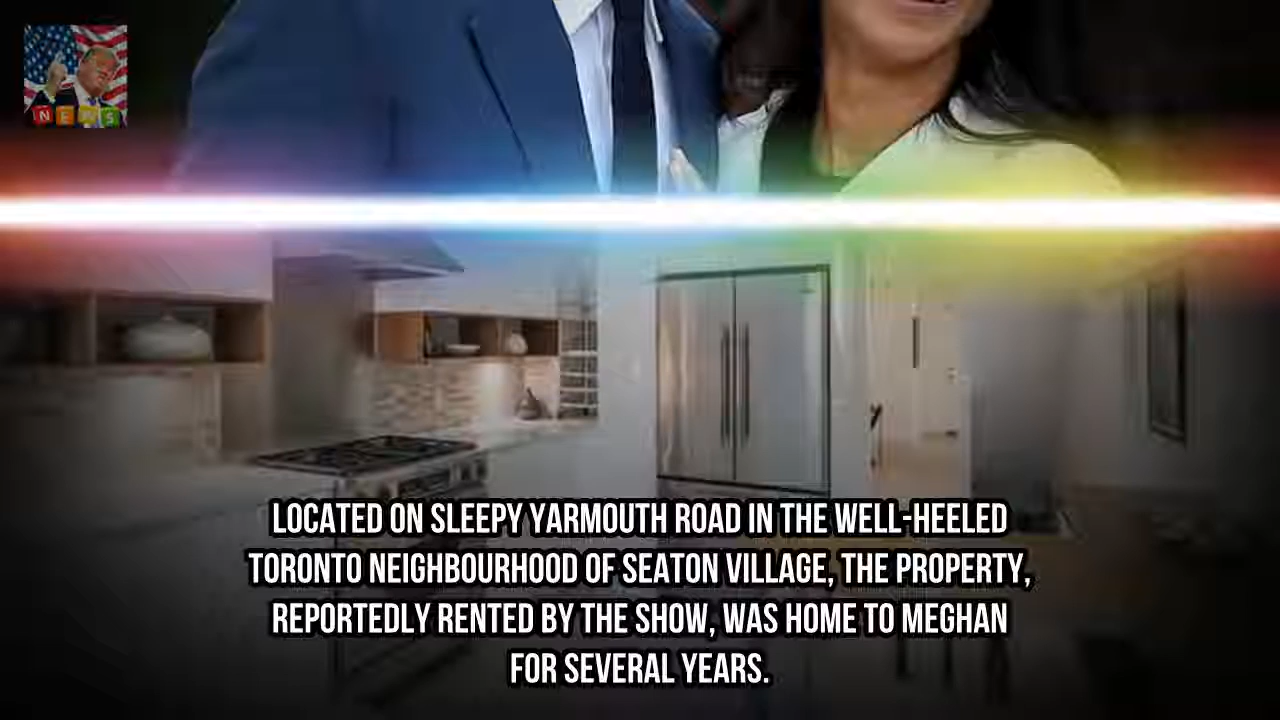 NEWS
LOCATED ON SLEEPY YARMOUTH ROAD IN THE WELL-HEELED
TORONTO NEIGHBOURHOOD OF SEATON VILLAGE, THE PROPERTY,
REPORTEDLY RENTED BY THE SHOW, WAS HOME TO MEGHAN
FOR SEVERAL YEARS.